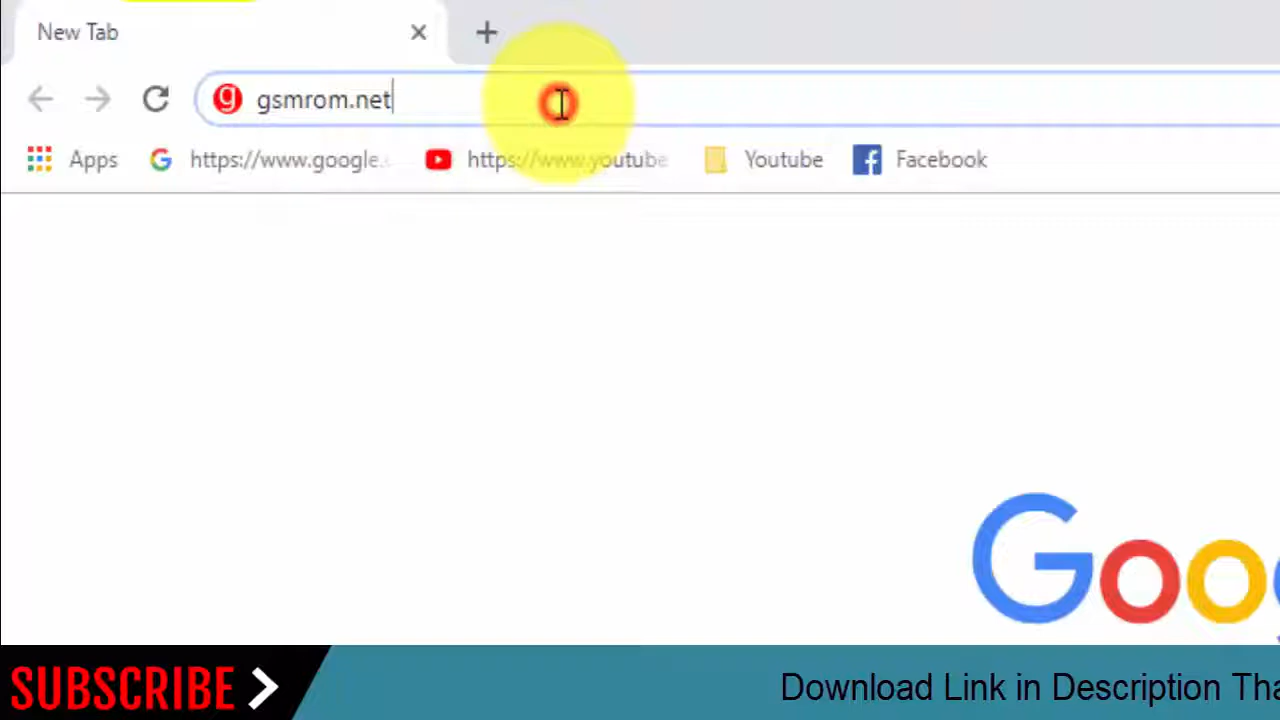 New Tab
gsmrom.net
Apps
https://www.google.
https://www.youtube
Youtube
Facebook
Goo
SUBSCRIBE
Download Link in Description Tha